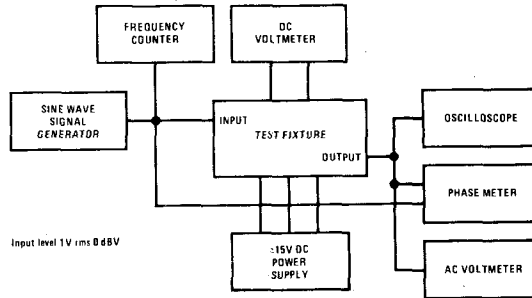 FREQUENCY
COUNTER
DC
VOLTMETER
SINE WAVE
SIGNAL
GENERATOR
INPUT
TEST FIXTURE
OUTPUT
OSCILLOSCOPE
PHASE METER
AC VOLTMETER
Input level 1V rms 0 dBV
±15V DC
POWER
SUPPLY